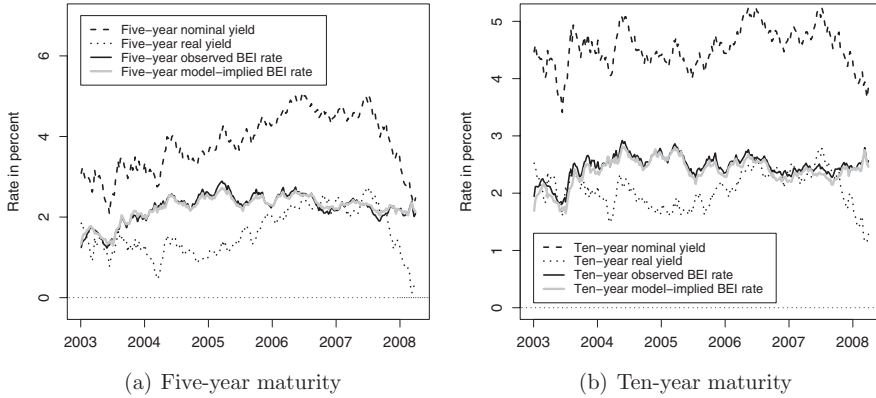 Rate in percent
6
4
2
0
Five-year nominal yield
Five-year real yield
Five-year observed BEI rate
Five-year model-implied BEI rate
2003 2004 2005 2006 2007 2008
(a) Five-year maturity
Rate in percent
5
4
3
2
1
0
Ten-year nominal yield
Ten-year real yield
Ten-year observed BEI rate
Ten-year model-implied BEI rate
2003 2004 2005 2006 2007 2008
(b) Ten-year maturity